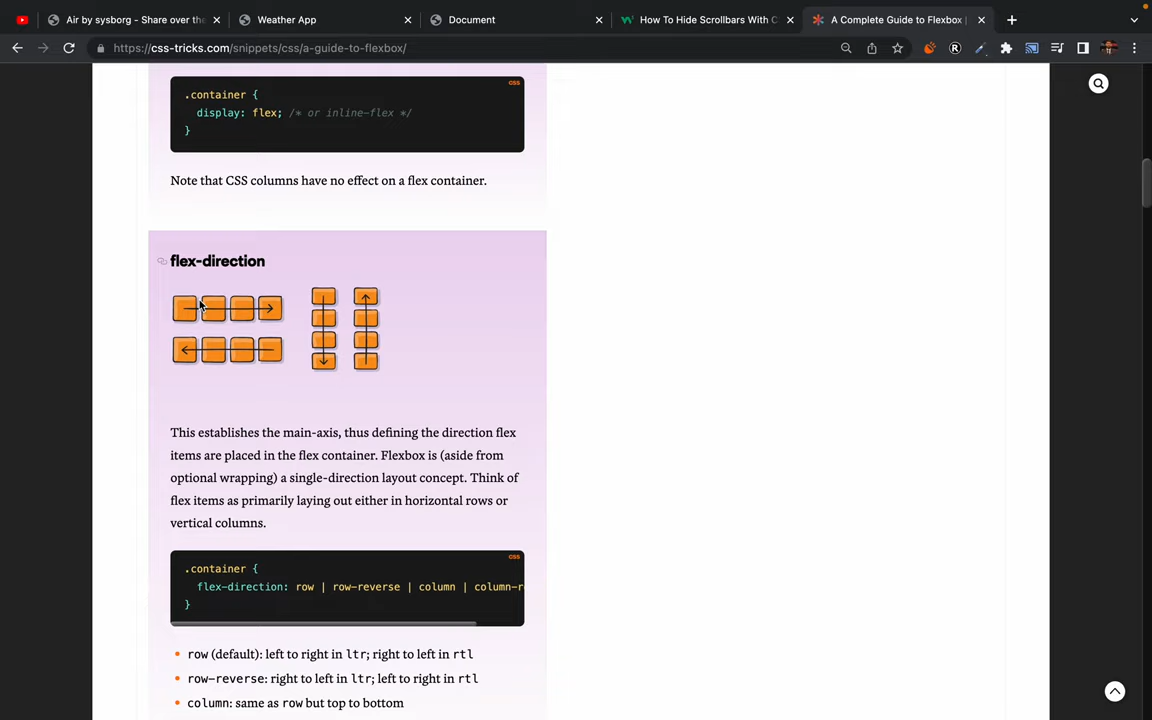 Air by sysborg - Share over the
Weather App
Document
How To Hide Scrollbars With C
A Complete Guide to Flexbox |
https://css-tricks.com/snippets/css/a-guide-to-flexbox/
CSS
.container {
display: flex; /* or inline-flex */
}
Note that CSS columns have no effect on a flex container.
flex-direction
This establishes the main-axis, thus defining the direction flex
items are placed in the flex container. Flexbox is (aside from
optional wrapping) a single-direction layout concept. Think of
flex items as primarily laying out either in horizontal rows or
vertical columns.
CSS
.container {
flex-direction: row | row-reverse | column | column-r
}
row (default): left to right in ltr; right to left in rtl
row-reverse: right to left in ltr; left to right in rtl
column: same as row but top to bottom